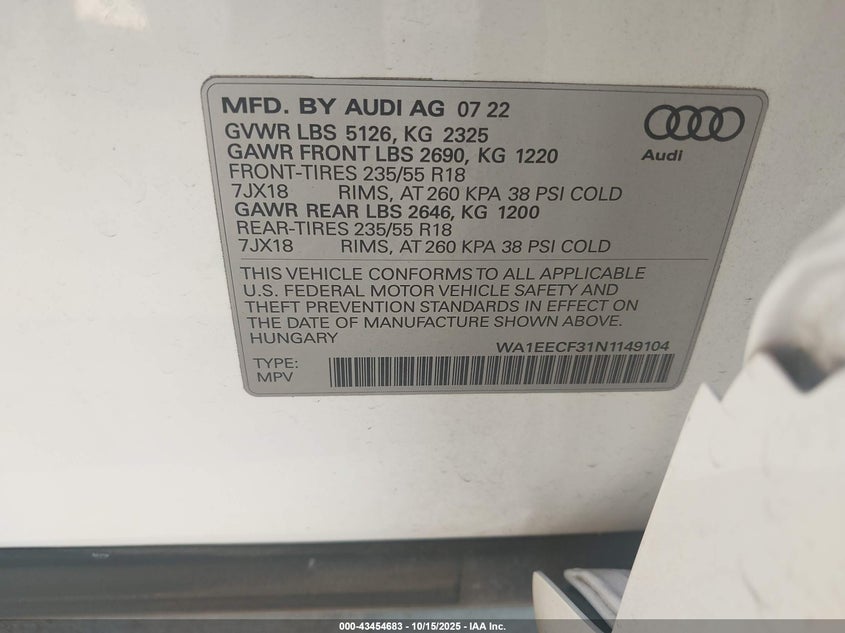 MFD. BY AUDI AG 07 22
GVWR LBS 5126, KG 2325
GAWR FRONT LBS 2690, KG 1220
FRONT-TIRES 235/55 R18
7JX18 RIMS, AT 260 KPA 38 PSI COLD
GAWR REAR LBS 2646, KG 1200
REAR-TIRES 235/55 R18
7JX18 RIMS, AT 260 KPA 38 PSI COLD
Audi
THIS VEHICLE CONFORMS TO ALL APPLICABLE
U.S. FEDERAL MOTOR VEHICLE SAFETY AND
THEFT PREVENTION STANDARDS IN EFFECT ON
THE DATE OF MANUFACTURE SHOWN ABOVE.
HUNGARY
WA1EECF31N1149104
TYPE:
MPV
000-43454683 - 10/15/2025 - IAA Inc.